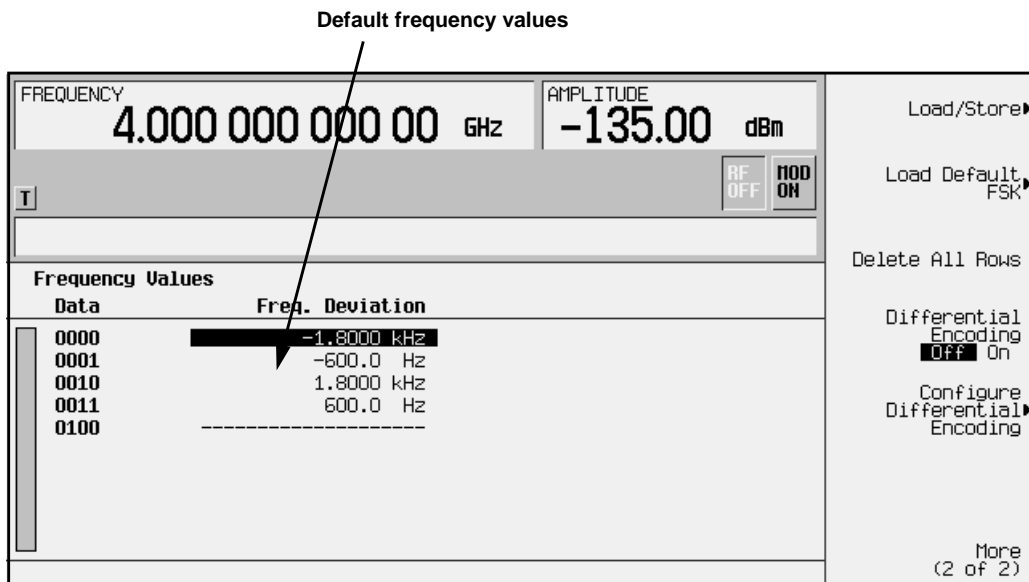 Default frequency values
FREQUENCY
4.000 000 000 00 GHz
AMPLITUDE
-135.00 dBm
RF OFF
MOD ON
T
Frequency Values
Data Freq. Deviation
0000 -1.8000 kHz
0001 -600.0 Hz
0010 1.8000 kHz
0011 600.0 Hz
0100 --------------------
Load/Store
Load Default
FSK
Delete All Rows
Differential
Encoding
Off On
Configure
Differential
Encoding
More
(2 of 2)